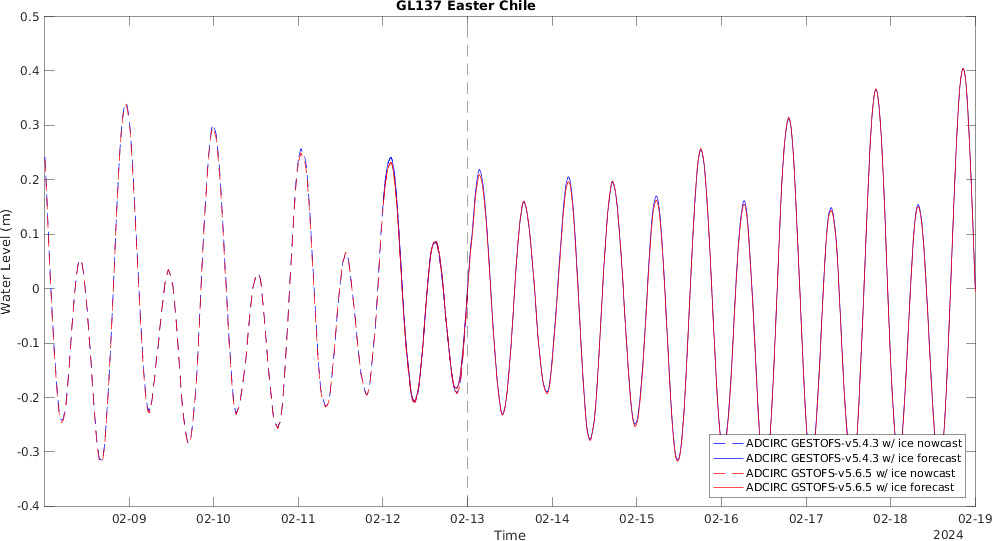 GL137 Easter Chile
0.5
0.4
0.3
0.2
0.1
0
-0.1
-0.2
-0.3
-0.4
Water Level (m)
ADCIRC GESTOFS-v5.4.3 w/ ice nowcast
ADCIRC GESTOFS-v5.4.3 w/ ice forecast
ADCIRC GSTOFS-v5.6.5 w/ ice nowcast
ADCIRC GSTOFS-v5.6.5 w/ ice forecast
02-09 02-10 02-11 02-12 02-13 02-14 02-15 02-16 02-17 02-18 02-19
Time
2024